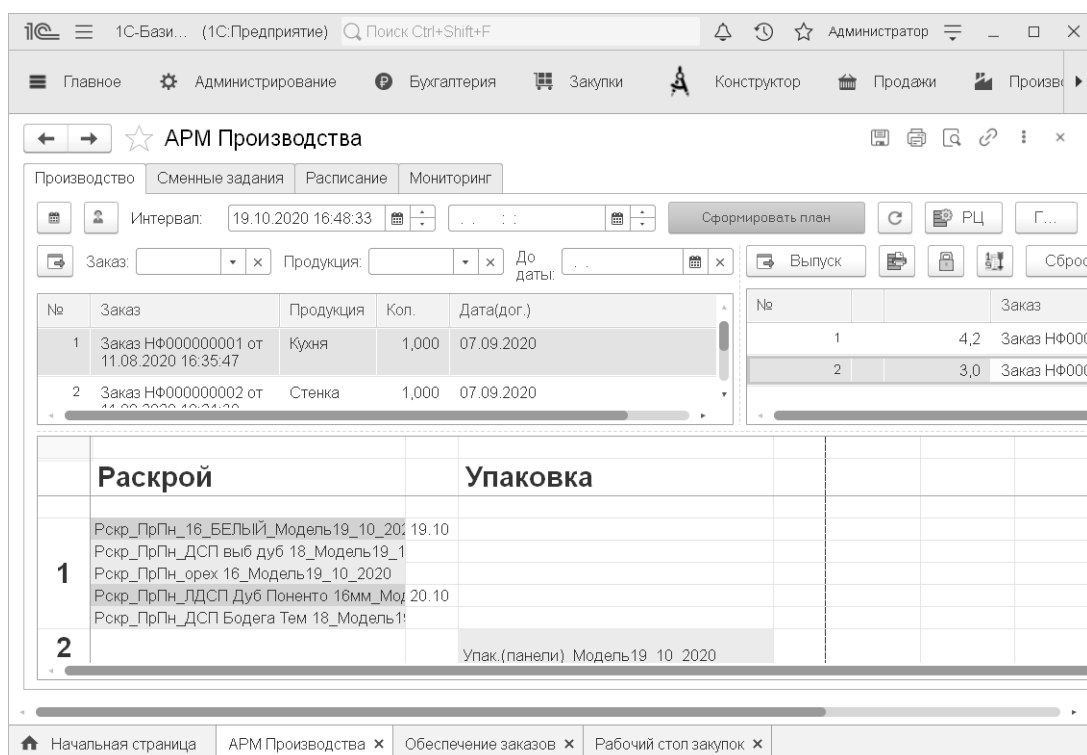 1С-Бази... (1С:Предприятие) Поиск Ctrl+Shift+F Администратор
Главное Администрирование Бухгалтерия Закупки Конструктор Продажи Произв
АРМ Производства
Производство Сменные задания Расписание Мониторинг
Интервал: 19.10.2020 16:48:33 . . : : Сформировать план РЦ Г...
Заказ: Продукция: До даты: . . Выпуск Сброс
№ Заказ Продукция Кол. Дата(дог.)
1 Заказ НФ000000001 от Кухня 1,000 07.09.2020
11.08.2020 16:35:47
2 Заказ НФ000000002 от Стенка 1,000 07.09.2020
№ Заказ
1 4,2 Заказ НФ000
2 3,0 Заказ НФ000
Раскрой Упаковка
1
Рскр_ПрПн_16_БЕЛЫЙ_Модель19_10_202 19.10
Рскр_ПрПн_ДСП выб дуб 18_Модель19_1
Рскр_ПрПн_орех 16_Модель19_10_2020
Рскр_ПрПн_ЛДСП Дуб Поненто 16мм_Мод 20.10
Рскр_ПрПн_ДСП Бодега Тем 18_Модель19
2
Упак.(панели)_Модель19_10_2020
Начальная страница АРМ Производства Обеспечение заказов Рабочий стол закупок